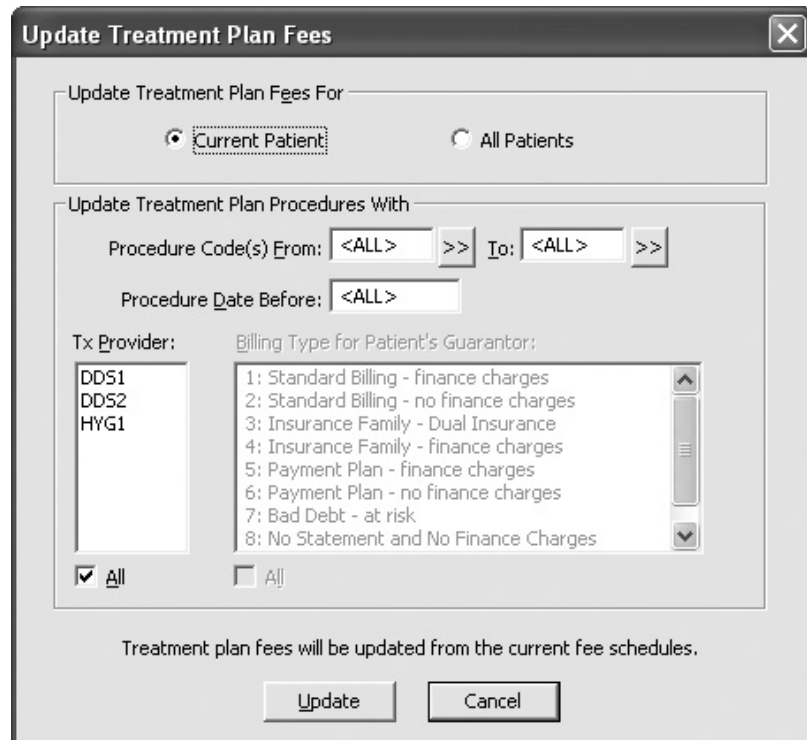 Update Treatment Plan Fees
Update Treatment Plan Fees For
Current Patient All Patients
Update Treatment Plan Procedures With
Procedure Code(s) From: <ALL> >> To: <ALL> >>
Procedure Date Before: <ALL>
Tx Provider: Billing Type for Patient's Guarantor:
DDS1 1: Standard Billing - finance charges
DDS2 2: Standard Billing - no finance charges
HYG1 3: Insurance Family - Dual Insurance
4: Insurance Family - finance charges
5: Payment Plan - finance charges
6: Payment Plan - no finance charges
7: Bad Debt - at risk
8: No Statement and No Finance Charges
All All
Treatment plan fees will be updated from the current fee schedules.
Update Cancel